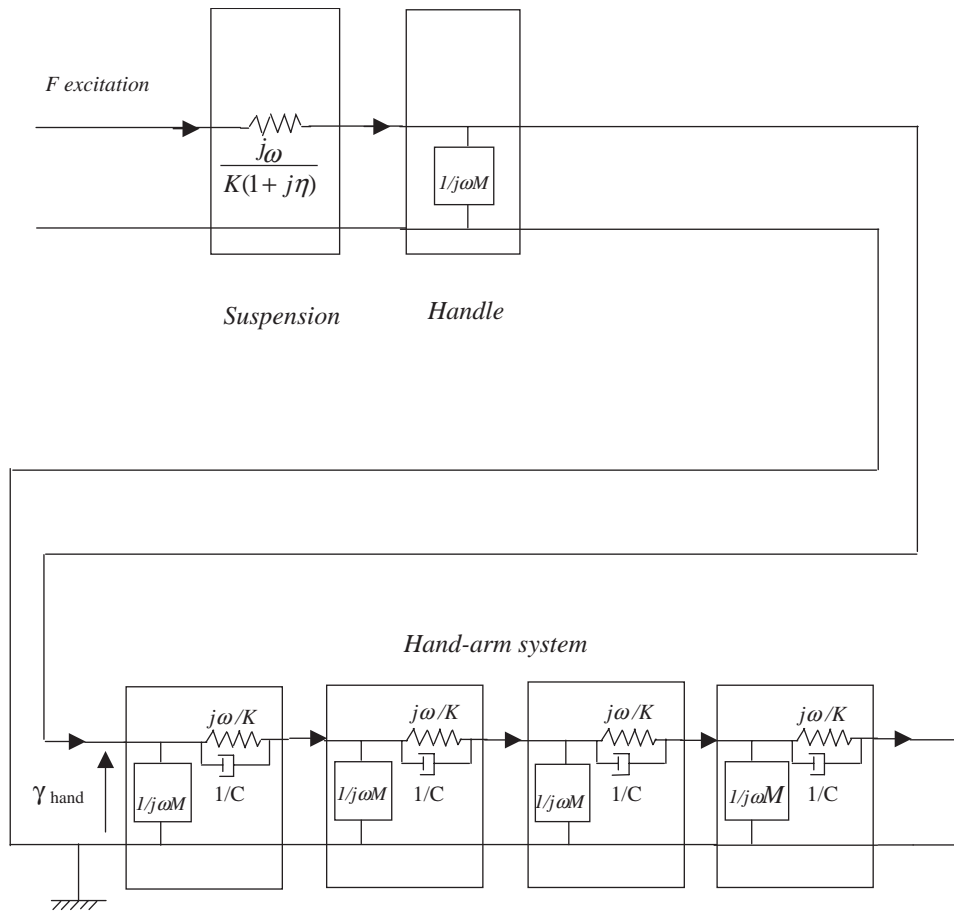 F excitation
jω
K(1+ jη)
1/jωM
Suspension
Handle
Hand-arm system
jω/K
jω/K
jω/K
jω/K
γ hand
1/jωM
1/C
1/jωM
1/C
1/jωM
1/C
1/jωM
1/C